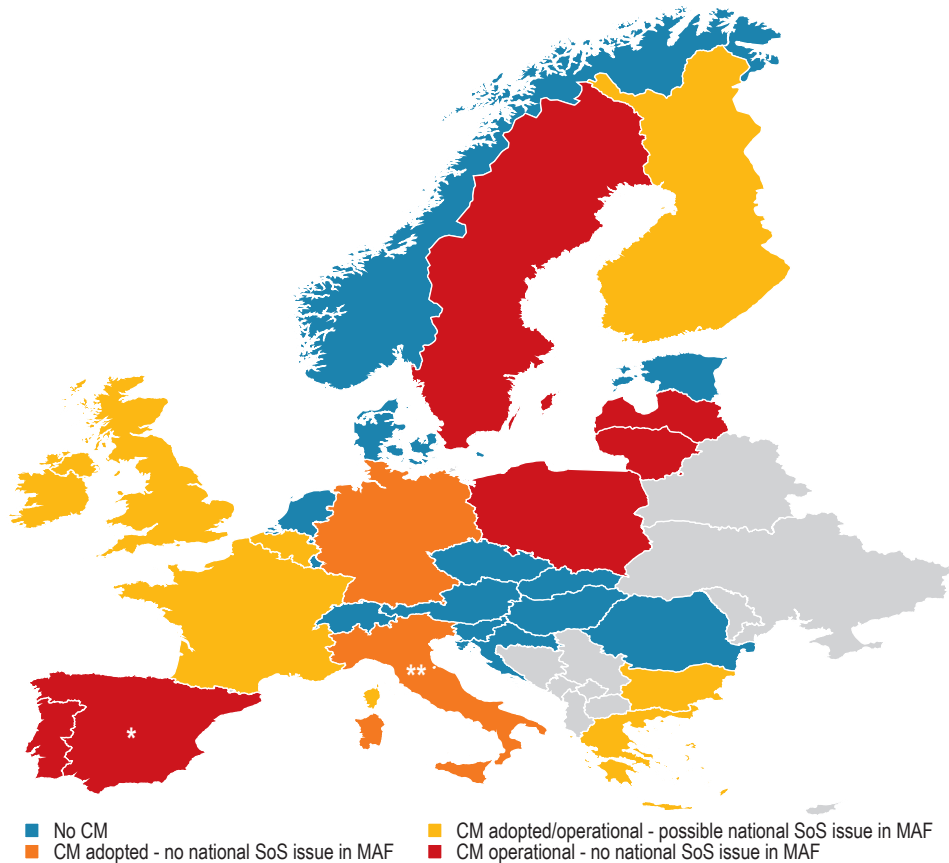 **
*
No CM
CM adopted - no national SoS issue in MAF
CM adopted/operational - possible national SoS issue in MAF
CM operational - no national SoS issue in MAF